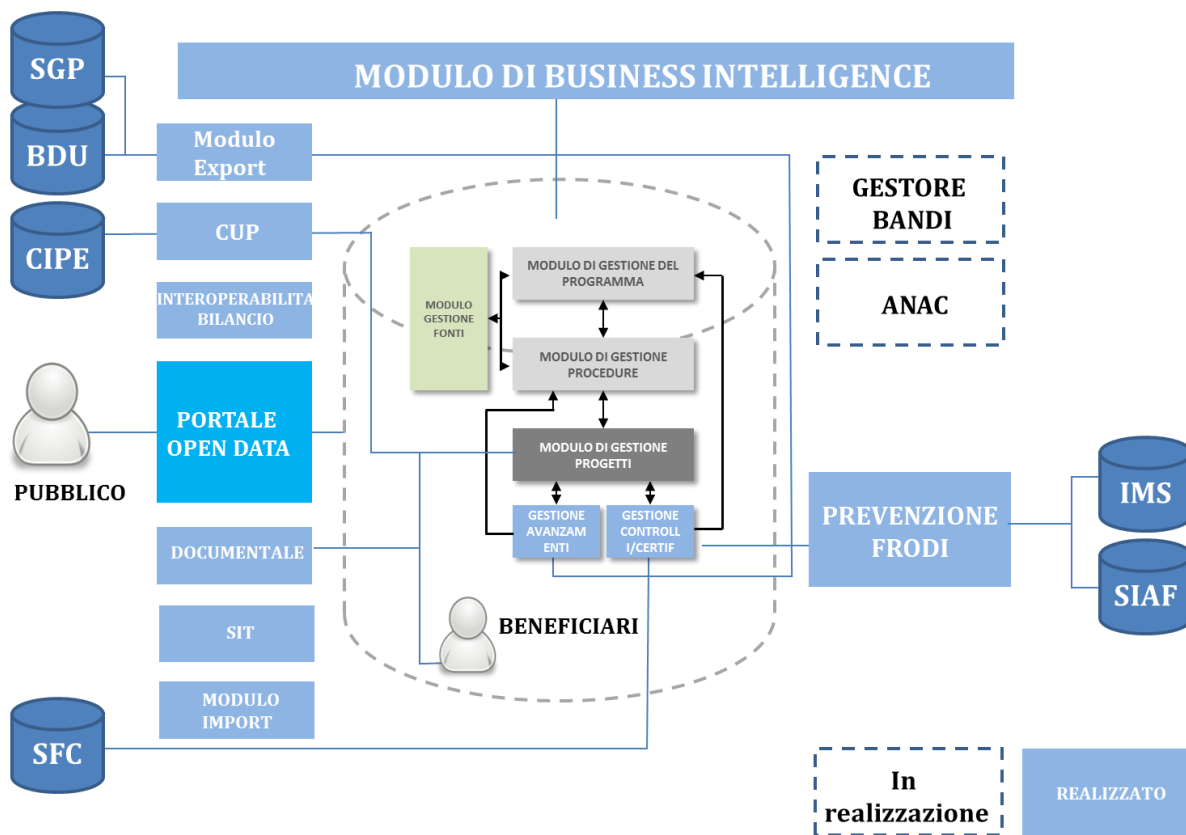 SGP
MODULO DI BUSINESS INTELLIGENCE
BDU
Modulo
Export
GESTORE
BANDI
CIPE
CUP
MODULO DI GESTIONE DEL
PROGRAMMA
MODULO
GESTIONE
FONTI
ANAC
INTEROPERABILITA
BILANCIO
MODULO DI GESTIONE
PROCEDURE
PORTALE
OPEN DATA
PUBBLICO
MODULO DI GESTIONE
PROGETTI
GESTIONE
AVANZAM
ENTI
GESTIONE
CONTROLL
I/CERTIF
PREVENZIONE
FRODI
IMS
SIAF
DOCUMENTALE
BENEFICIARI
SIT
MODULO
IMPORT
SFC
In
realizzazione
REALIZZATO